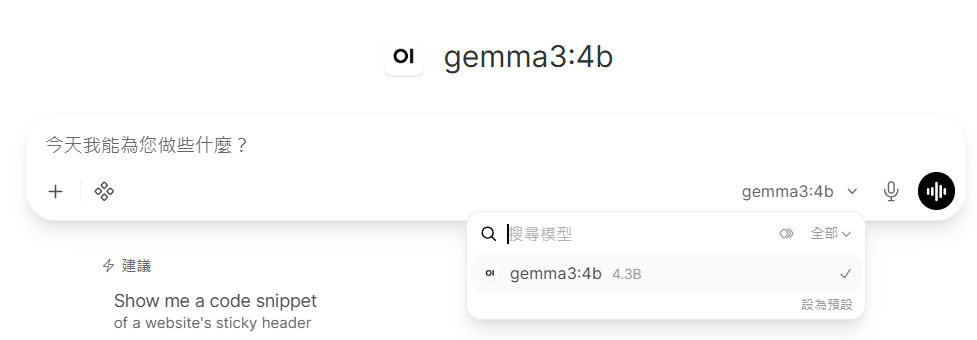 OI gemma3:4b
今天我能為您做些什麼？
gemma3:4b
搜尋模型 全部
OI gemma3:4b 4.3B
設為預設
建議
Show me a code snippet
of a website's sticky header